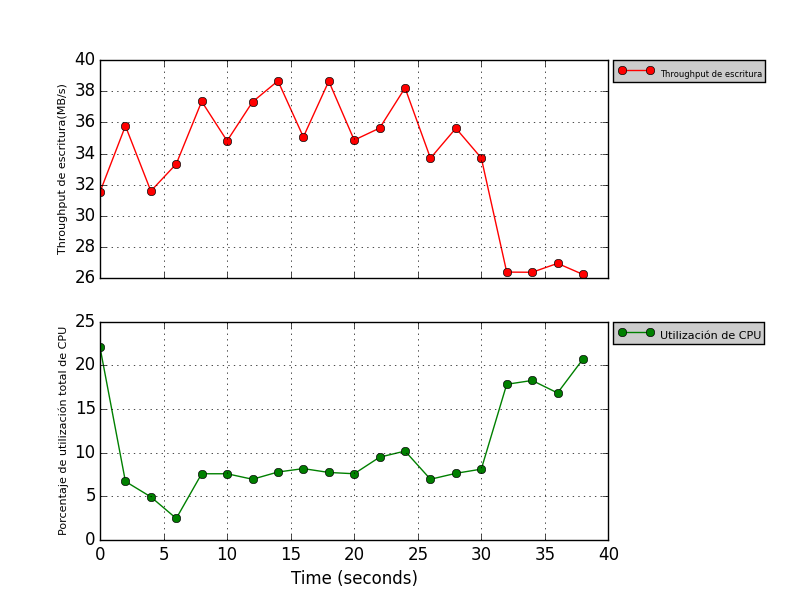 40
38
36
34
32
30
28
26
Throughput de escritura(MB/s)
Throughput de escritura
25
20
15
10
5
0
Porcentaje de utilización total de CPU
Utilización de CPU
0 5 10 15 20 25 30 35 40
Time (seconds)